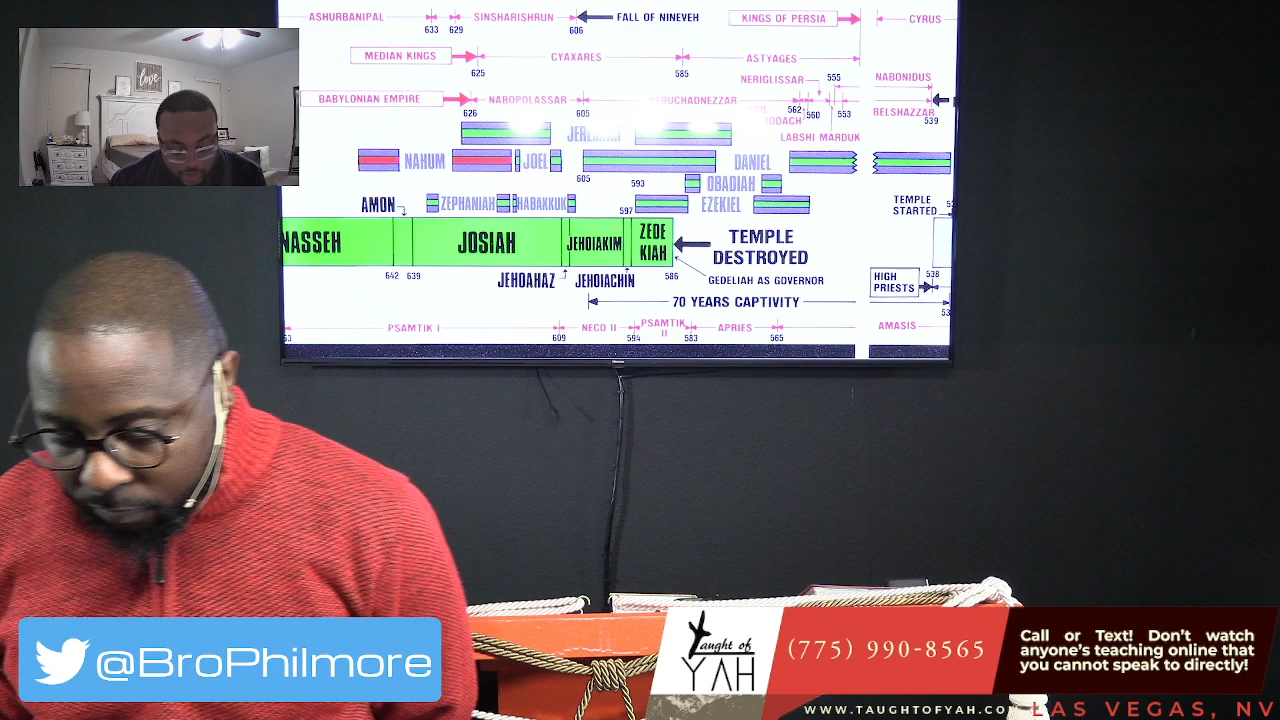 ASHURBANIPAL
633
629
SINSHARISHRUN
606
FALL OF NINEVEH
KINGS OF PERSIA
CYRUS
MEDIAN KINGS
625
CYAXARES
585
ASTYAGES
NERIGLISSAR
555
NABONIDUS
BABYLONIAN EMPIRE
626
NABOPOLASSAR
605
562
560
553
BELSHAZZAR
539
LABSHI MARDUK
NAHUM
JOEL
605
593
DANIEL
OBADIAH
AMON
ZEPHANIAH
HABAKKUK
597
EZEKIEL
TEMPLE
STARTED
NASSEH
642
639
JOSIAH
JEHOIAKIM
ZEDE
KIAH
TEMPLE
DESTROYED
JEHOAHAZ
JEHOIACHIN
586
GEDELIAH AS GOVERNOR
HIGH
PRIESTS
538
70 YEARS CAPTIVITY
PSAMTIK I
609
NECO II
594
PSAMTIK
II
583
APRIES
565
AMASIS
love
@BroPhilmore
Taught of
YAH
(775) 990-8565
Call or Text! Don't watch
anyone's teaching online that
you cannot speak to directly!
WWW.TAUGHTOFYAH.COM
LAS VEGAS, NV